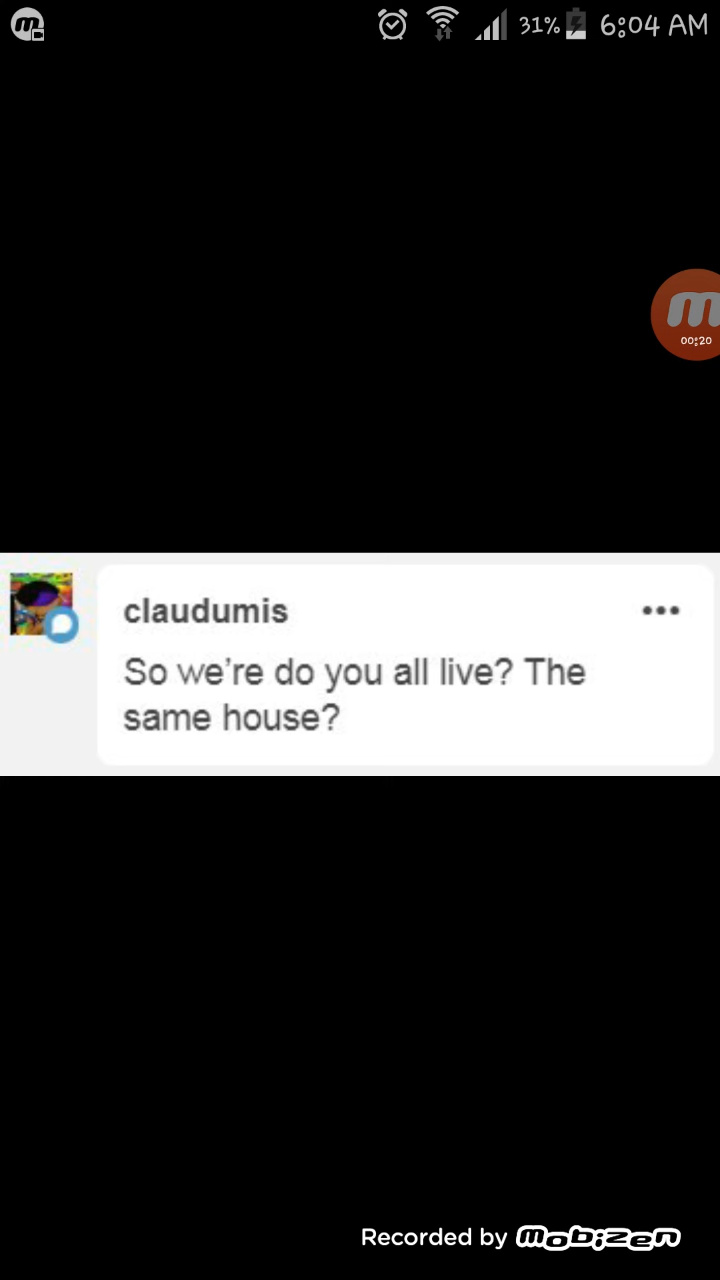 31% 6:04 AM
m
00:20
claudumis
So we're do you all live? The
same house?
Recorded by mobizen